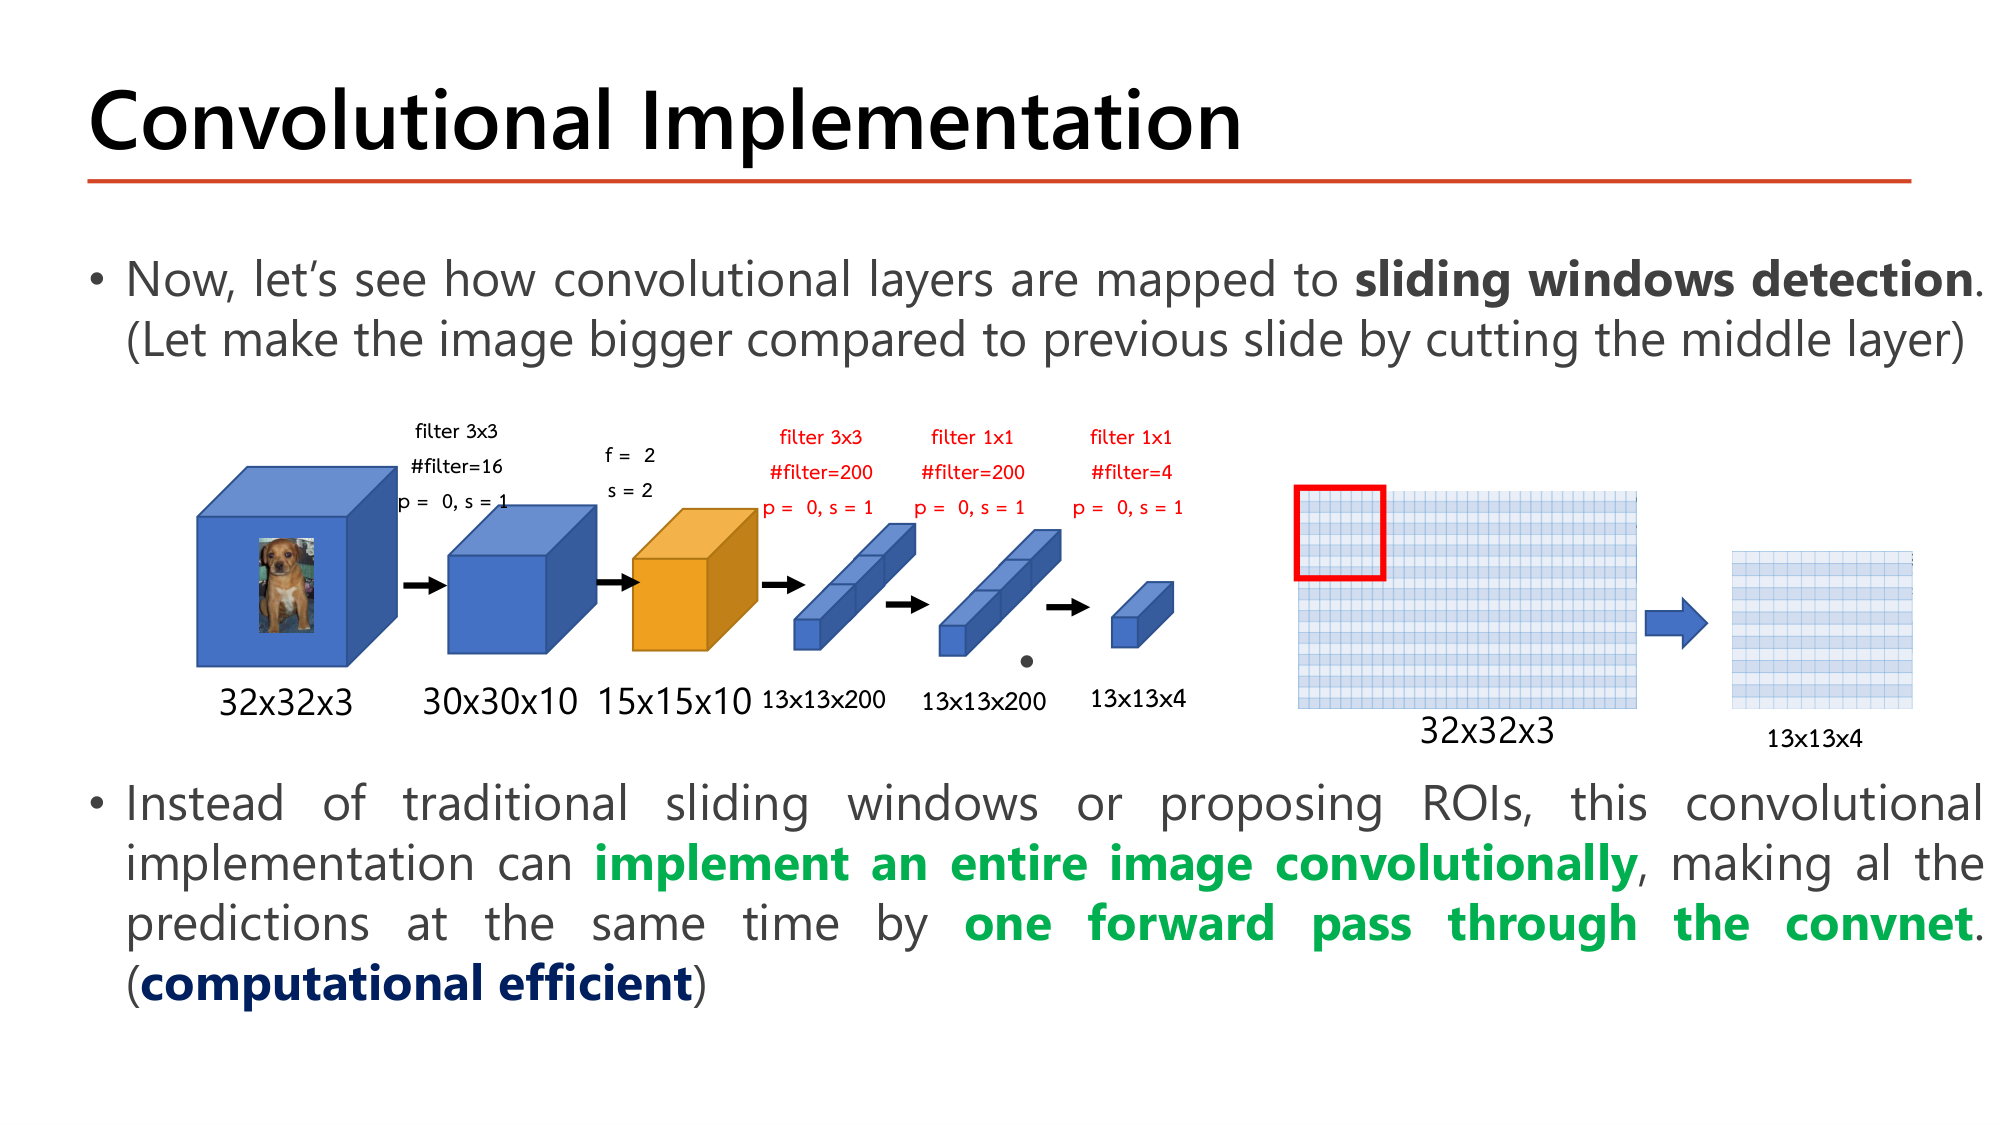 Convolutional Implementation
• Now, let’s see how convolutional layers are mapped to sliding windows detection.
(Let make the image bigger compared to previous slide by cutting the middle layer)
filter 3x3
#filter=16
p = 0, s = 1
f = 2
s = 2
filter 3x3
#filter=200
p = 0, s = 1
filter 1x1
#filter=200
p = 0, s = 1
filter 1x1
#filter=4
p = 0, s = 1
32x32x3
30x30x10
15x15x10
13x13x200
13x13x200
13x13x4
32x32x3
13x13x4
• Instead of traditional sliding windows or proposing ROIs, this convolutional
implementation can implement an entire image convolutionally, making al the
predictions at the same time by one forward pass through the convnet.
(computational efficient)